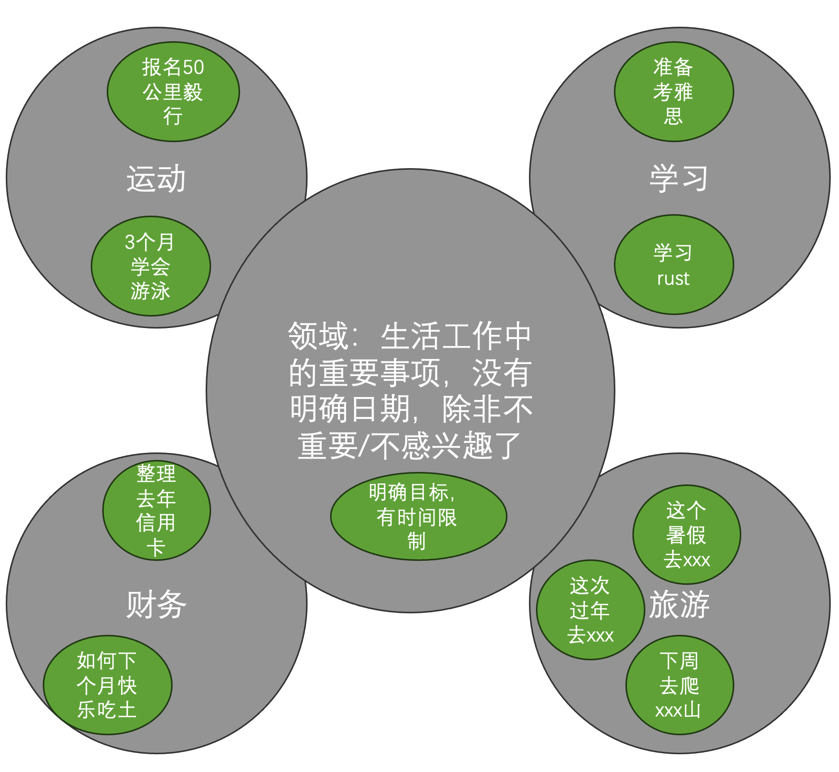 报名50
公里毅
行
运动
3个月
学会
游泳
准备
考雅
思
学习
学习
rust
领域：生活工作中
的重要事项，没有
明确日期，除非不
重要/不感兴趣了
明确目标，
有时间限
制
整理
去年
信用
卡
财务
如何下
个月快
乐吃土
这个
暑假
去xxx
这次
过年
去xxx
旅游
下周
去爬
xxx山